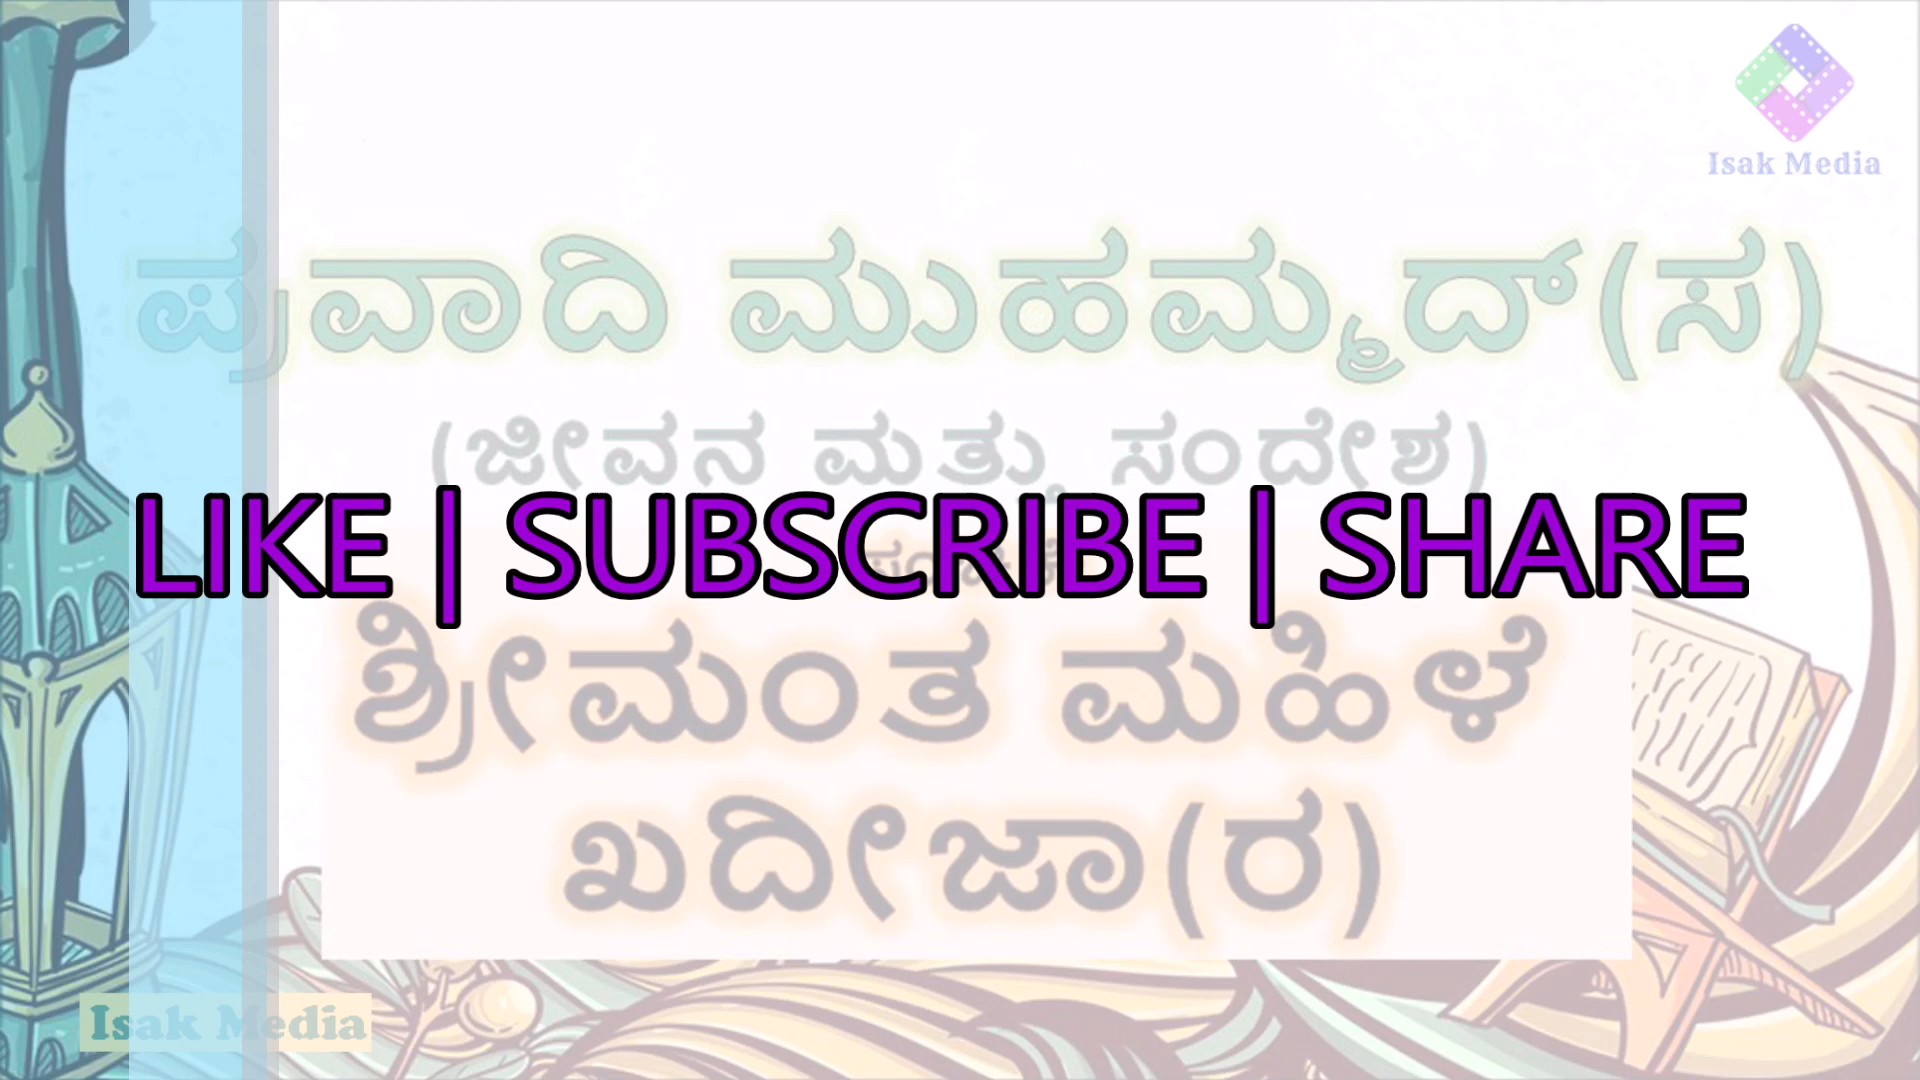 Isak Media
ಪ್ರವಾದಿ ಮುಹಮ್ಮದ್(ಸ)
(ಜೀವನ ಮತ್ತು ಸಂದೇಶ)
LIKE | SUBSCRIBE | SHARE
ಶ್ರೀಮಂತ ಮಹಿಳೆ
ಖದೀಜಾ(ರ)
Isak Media